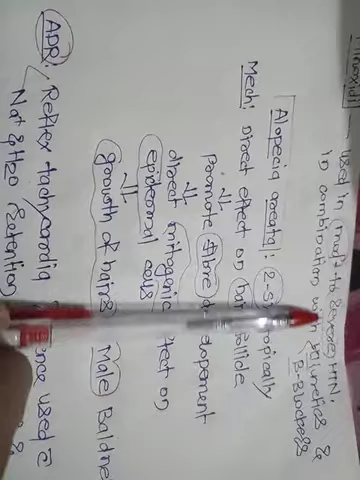 used in mod- to severe HTN.
in combination with Diuretics &
B-Blockers
Alopecia areata: 2-5 topically
Mech: Direct effect on hair follicle
promote fibre development
direct mitogenic effect on
epidermal cells
growth of hairs Male Baldne
ADR: Reflex tachycardia used c̅
Na+ & H2O Retention &